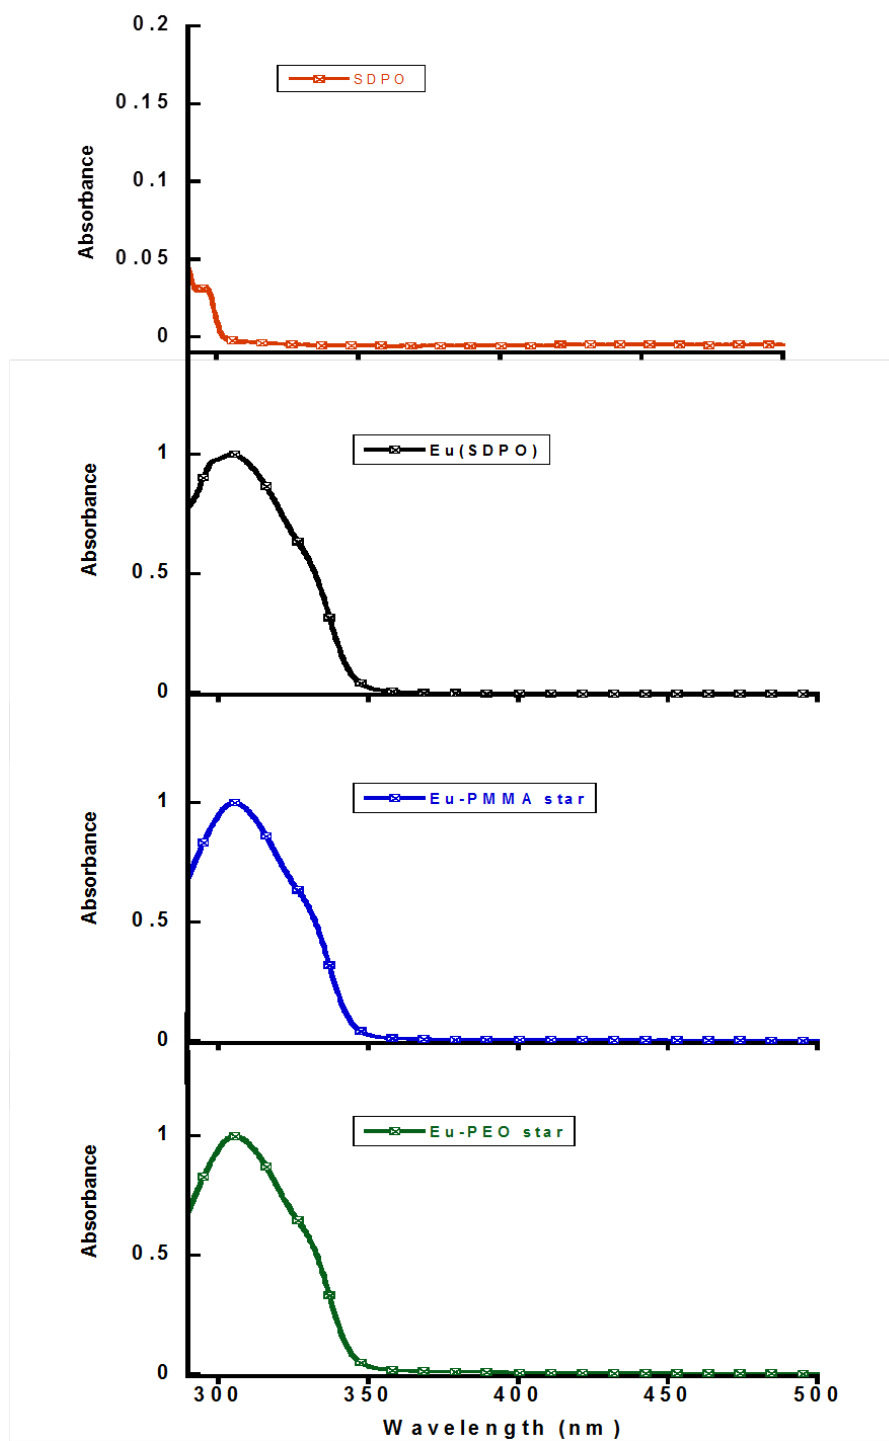 0.2
SDPO
0.15
0.1
Absorbance
0.05
0
1
Eu(SDPO)
Absorbance
0.5
0
1
Eu-PMMA star
Absorbance
0.5
0
1
Eu-PEO star
Absorbance
0.5
0
300 350 400 450 500
Wavelength (nm)